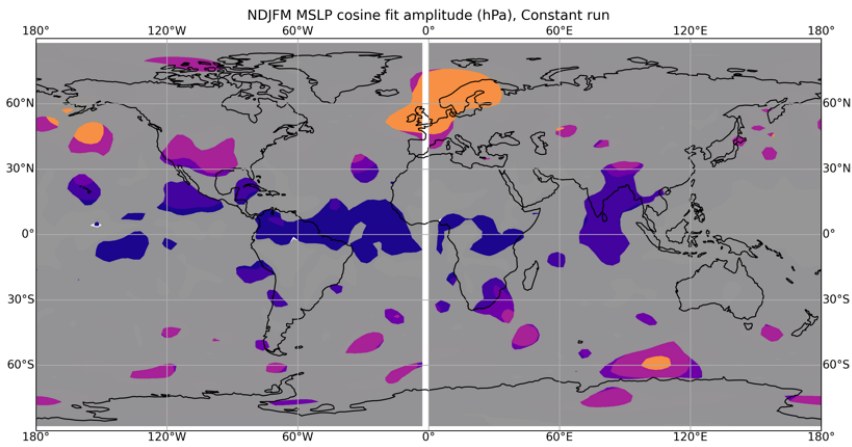 NDJFM MSLP cosine fit amplitude (hPa), Constant run
180° 120°W 60°W 0° 60°E 120°E 180°
60°N 60°N
30°N 30°N
0° 0°
30°S 30°S
60°S 60°S
180° 120°W 60°W 0° 60°E 120°E 180°